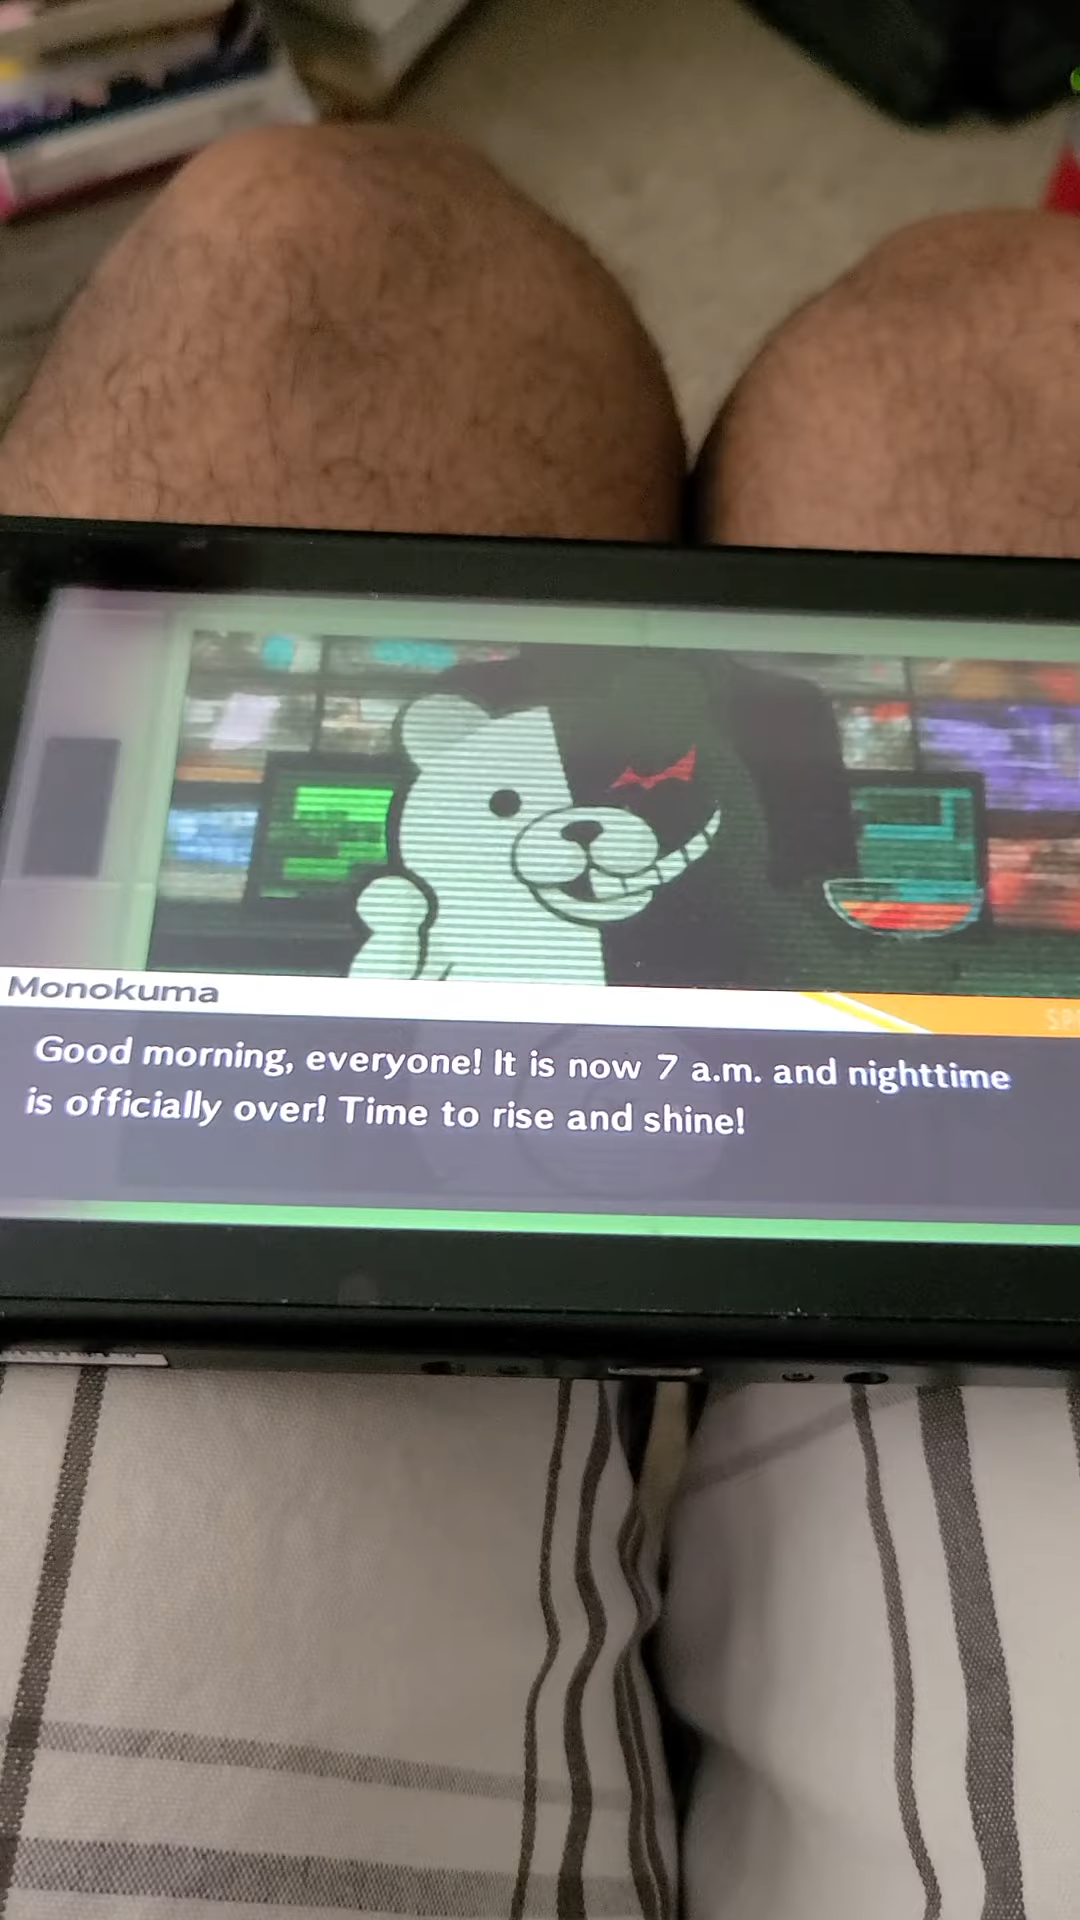 Monokuma
Good morning, everyone! It is now 7 a.m. and nighttime
is officially over! Time to rise and shine!